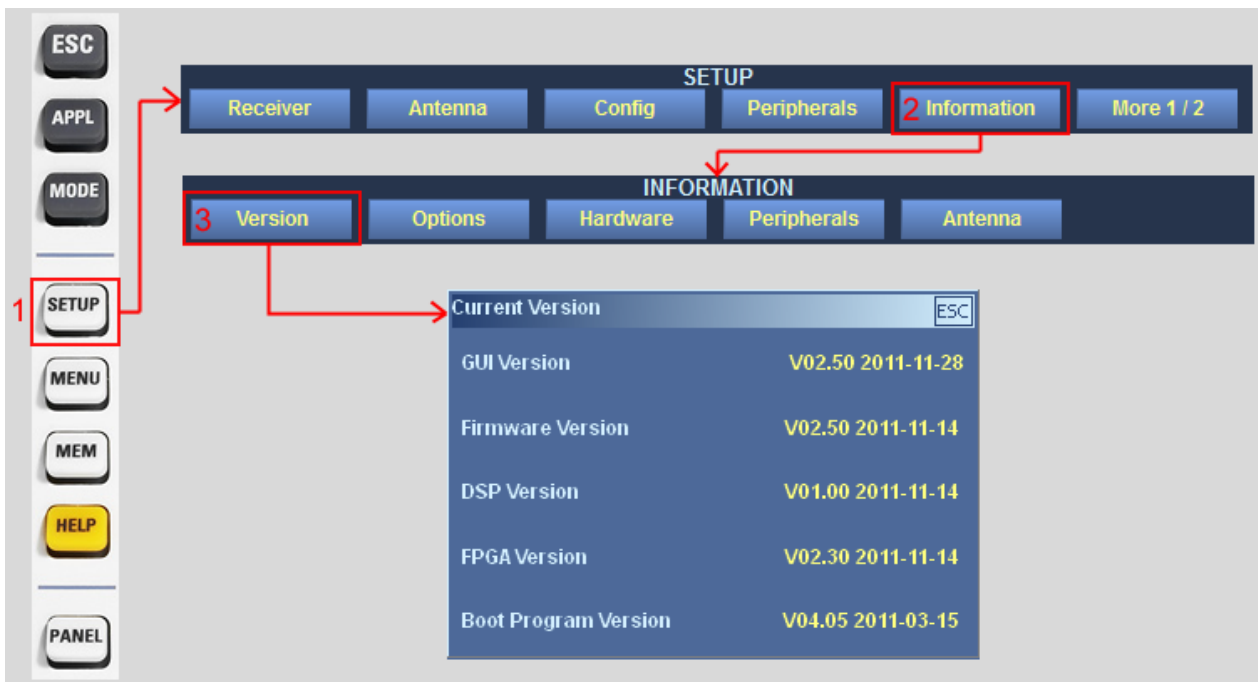 ESC
APPL
MODE
1 SETUP
MENU
MEM
HELP
PANEL
SETUP
Receiver Antenna Config Peripherals 2 Information More 1 / 2
INFORMATION
3 Version Options Hardware Peripherals Antenna
Current Version ESC
GUI Version V02.50 2011-11-28
Firmware Version V02.50 2011-11-14
DSP Version V01.00 2011-11-14
FPGA Version V02.30 2011-11-14
Boot Program Version V04.05 2011-03-15